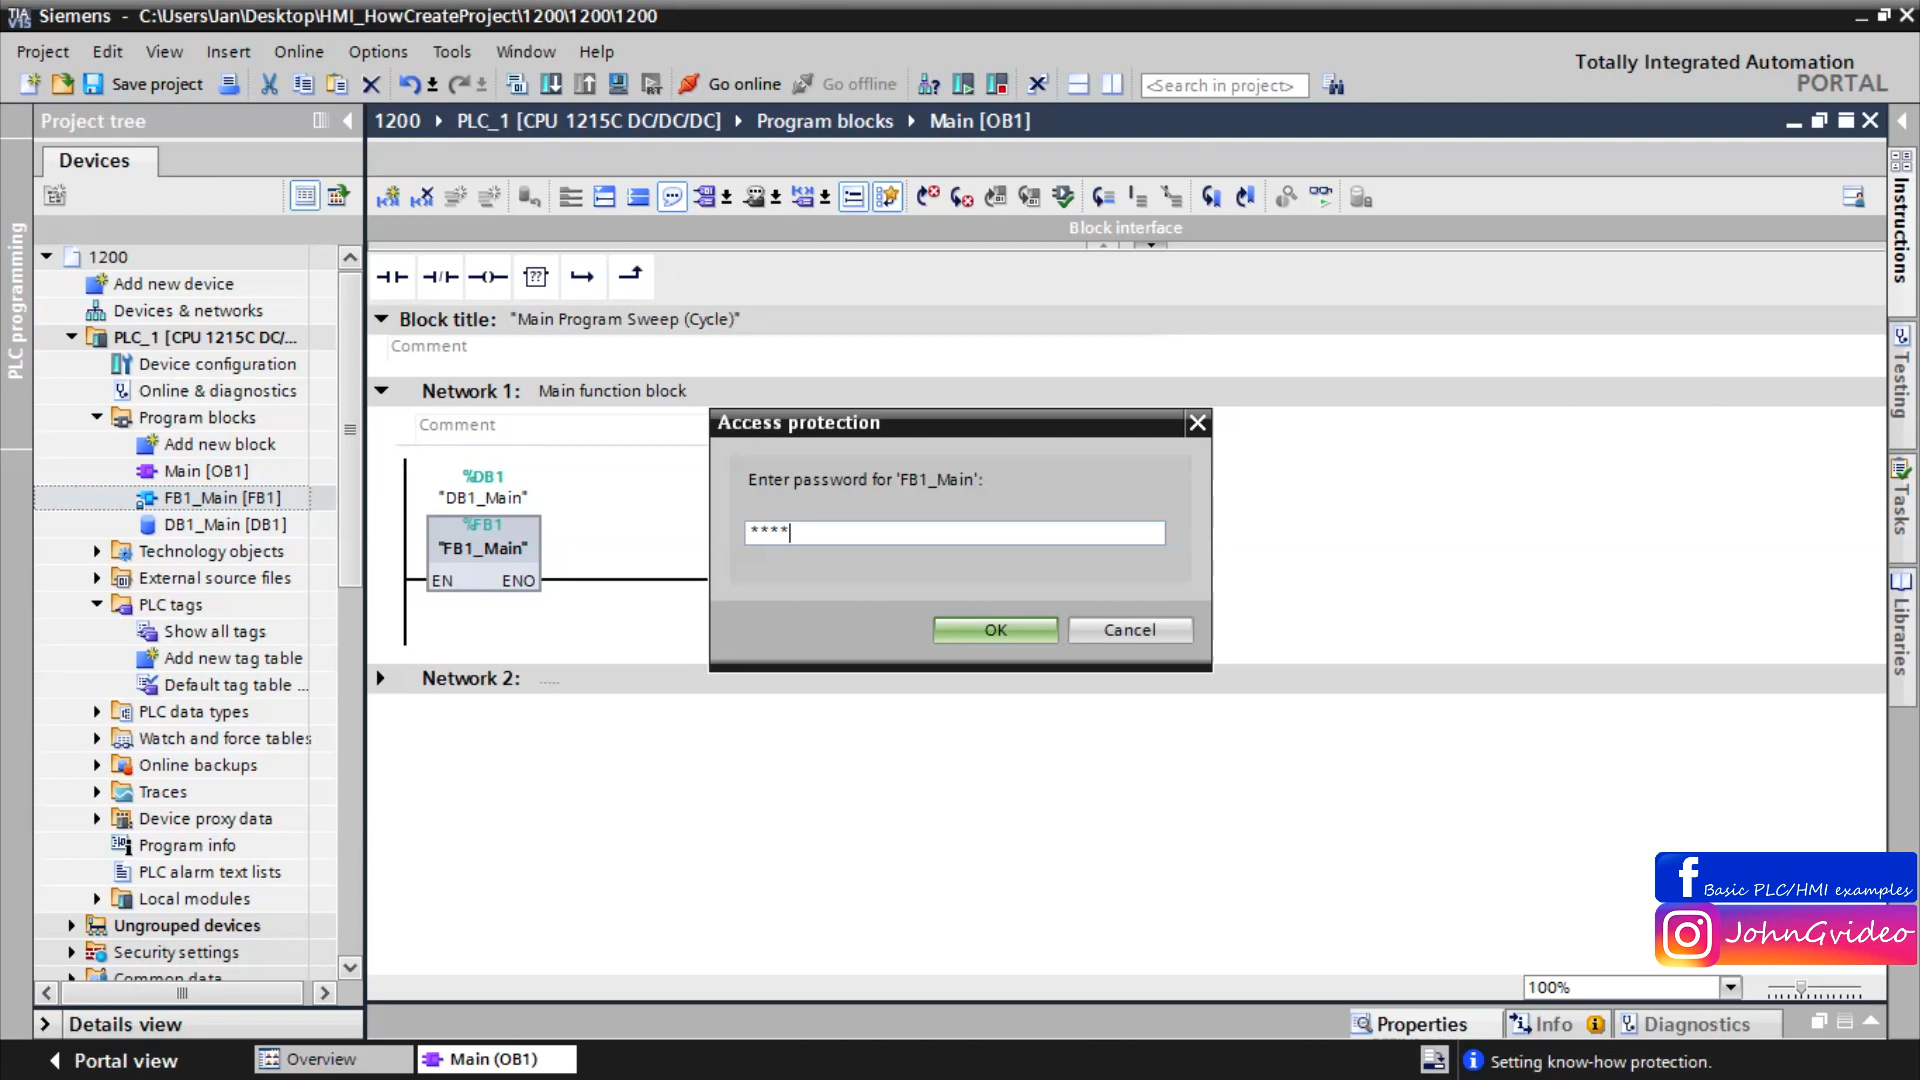 TIA V15 Siemens - C:\Users\Jan\Desktop\HMI_HowCreateProject\1200\1200\1200
Project Edit View Insert Online Options Tools Window Help
Totally Integrated Automation
PORTAL
Save project Go online Go offline <Search in project>
Project tree
1200 PLC_1 [CPU 1215C DC/DC/DC] Program blocks Main [OB1]
Devices
Block interface
PLC programming
1200
Add new device
Devices & networks
PLC_1 [CPU 1215C DC/...
Device configuration
Online & diagnostics
Program blocks
Add new block
Main [OB1]
FB1_Main [FB1]
DB1_Main [DB1]
Technology objects
External source files
PLC tags
Show all tags
Add new tag table
Default tag table ...
PLC data types
Watch and force tables
Online backups
Traces
Device proxy data
Program info
PLC alarm text lists
Local modules
Ungrouped devices
Security settings
Common data
Details view
??
Block title: "Main Program Sweep (Cycle)"
Comment
Network 1: Main function block
Comment
%DB1
"DB1_Main"
%FB1
"FB1_Main"
EN ENO
Network 2: .....
Access protection
Enter password for 'FB1_Main':
****
OK Cancel
Instructions
Testing
Tasks
Libraries
f Basic PLC/HMI examples
JohnGvideo
100%
Properties Info Diagnostics
Portal view Overview Main (OB1) Setting know-how protection.